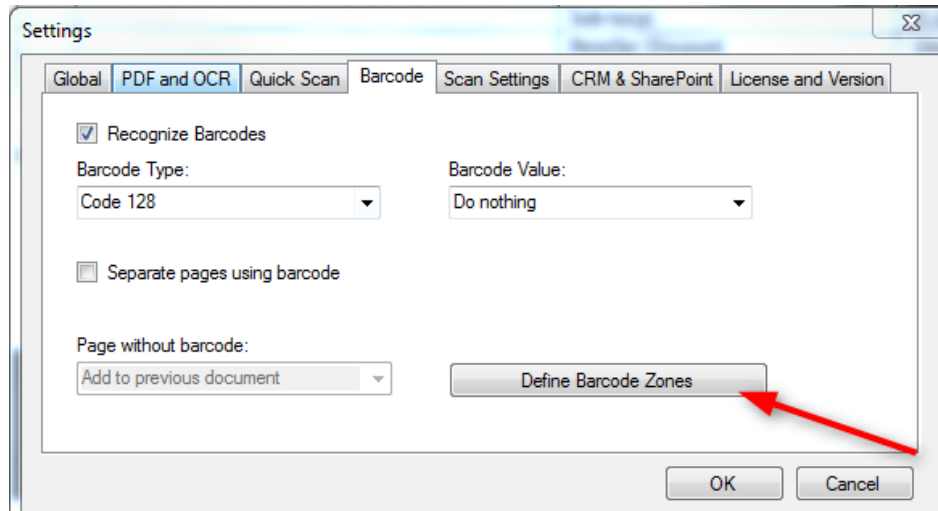 Settings
Global PDF and OCR Quick Scan Barcode Scan Settings CRM & SharePoint License and Version
Recognize Barcodes
Barcode Type: Barcode Value:
Code 128 Do nothing
Separate pages using barcode
Page without barcode:
Add to previous document Define Barcode Zones
OK Cancel